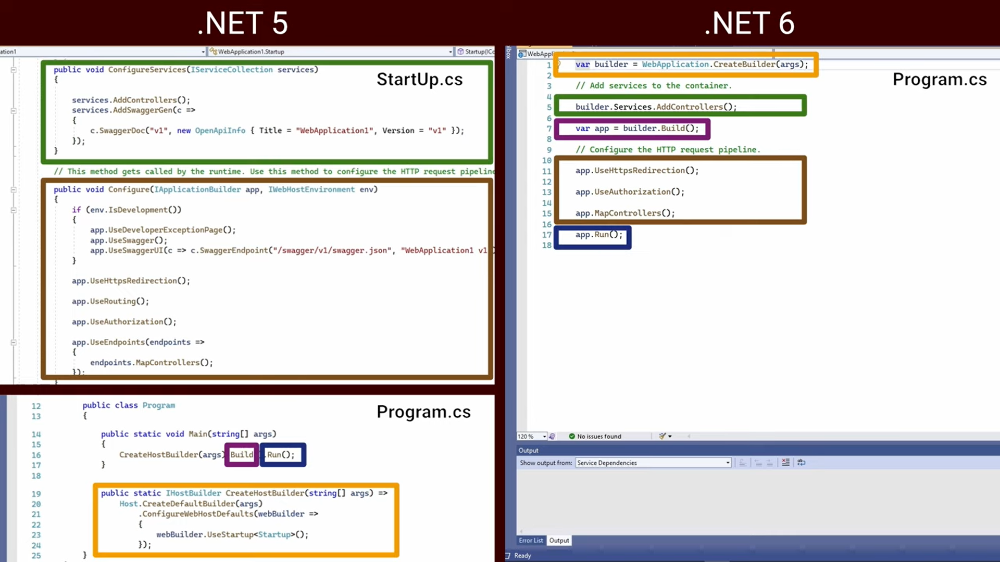 .NET 5
ation1
WebApplication1.Startup
Startup(IC
StartUp.cs
public void ConfigureServices(IServiceCollection services)
{
services.AddControllers();
services.AddSwaggerGen(c =>
{
c.SwaggerDoc("v1", new OpenApiInfo { Title = "WebApplication1", Version = "v1" });
});
}
// This method gets called by the runtime. Use this method to configure the HTTP request pipeline
public void Configure(IApplicationBuilder app, IWebHostEnvironment env)
{
if (env.IsDevelopment())
{
app.UseDeveloperExceptionPage();
app.UseSwagger();
app.UseSwaggerUI(c => c.SwaggerEndpoint("/swagger/v1/swagger.json", "WebApplication1 v1
}
app.UseHttpsRedirection();
app.UseRouting();
app.UseAuthorization();
app.UseEndpoints(endpoints =>
{
endpoints.MapControllers();
});
}
Program.cs
12 public class Program
13 {
14 public static void Main(string[] args)
15 {
16 CreateHostBuilder(args) Build .Run();
17 }
18
19 public static IHostBuilder CreateHostBuilder(string[] args) =>
20 Host.CreateDefaultBuilder(args)
21 .ConfigureWebHostDefaults(webBuilder =>
22 {
23 webBuilder.UseStartup<Startup>();
24 });
25 }
.NET 6
lbox
WebAppl
Program.cs
1 var builder = WebApplication.CreateBuilder(args);
2
3 // Add services to the container.
4
5 builder.Services.AddControllers();
6
7 var app = builder.Build();
8
9 // Configure the HTTP request pipeline.
10
11 app.UseHttpsRedirection();
12
13 app.UseAuthorization();
14
15 app.MapControllers();
16
17 app.Run();
18
120 %
No issues found
Output
Show output from: Service Dependencies
Error List
Output
Ready